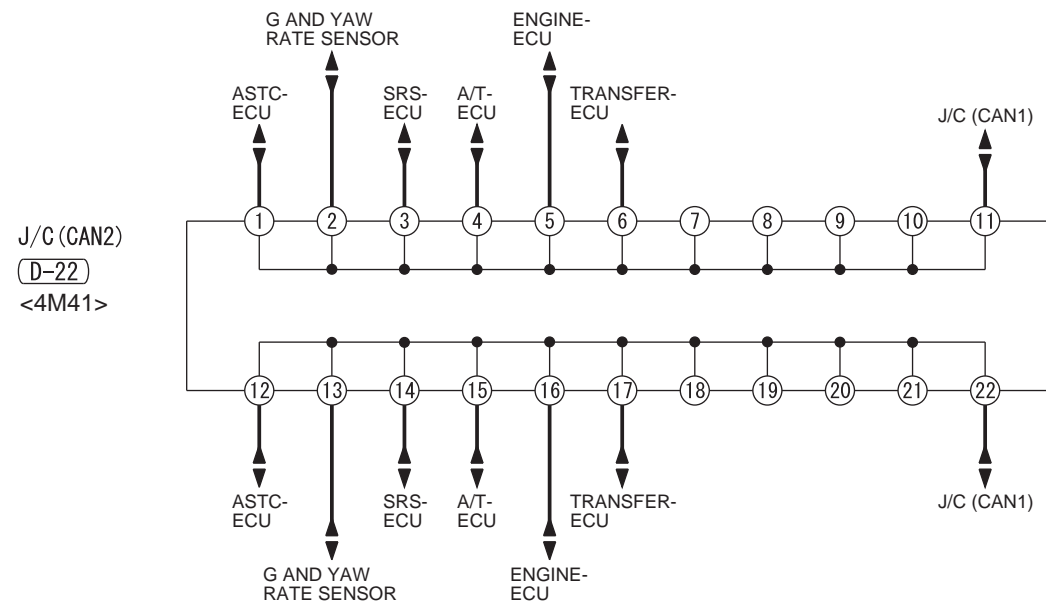 G AND YAW
RATE SENSOR
ENGINE-
ECU
ASTC-
ECU
SRS-
ECU
A/T-
ECU
TRANSFER-
ECU
J/C (CAN1)
1 2 3 4 5 6 7 8 9 10 11
J/C(CAN2)
D-22
<4M41>
12 13 14 15 16 17 18 19 20 21 22
ASTC-
ECU
SRS-
ECU
A/T-
ECU
TRANSFER-
ECU
J/C (CAN1)
G AND YAW
RATE SENSOR
ENGINE-
ECU